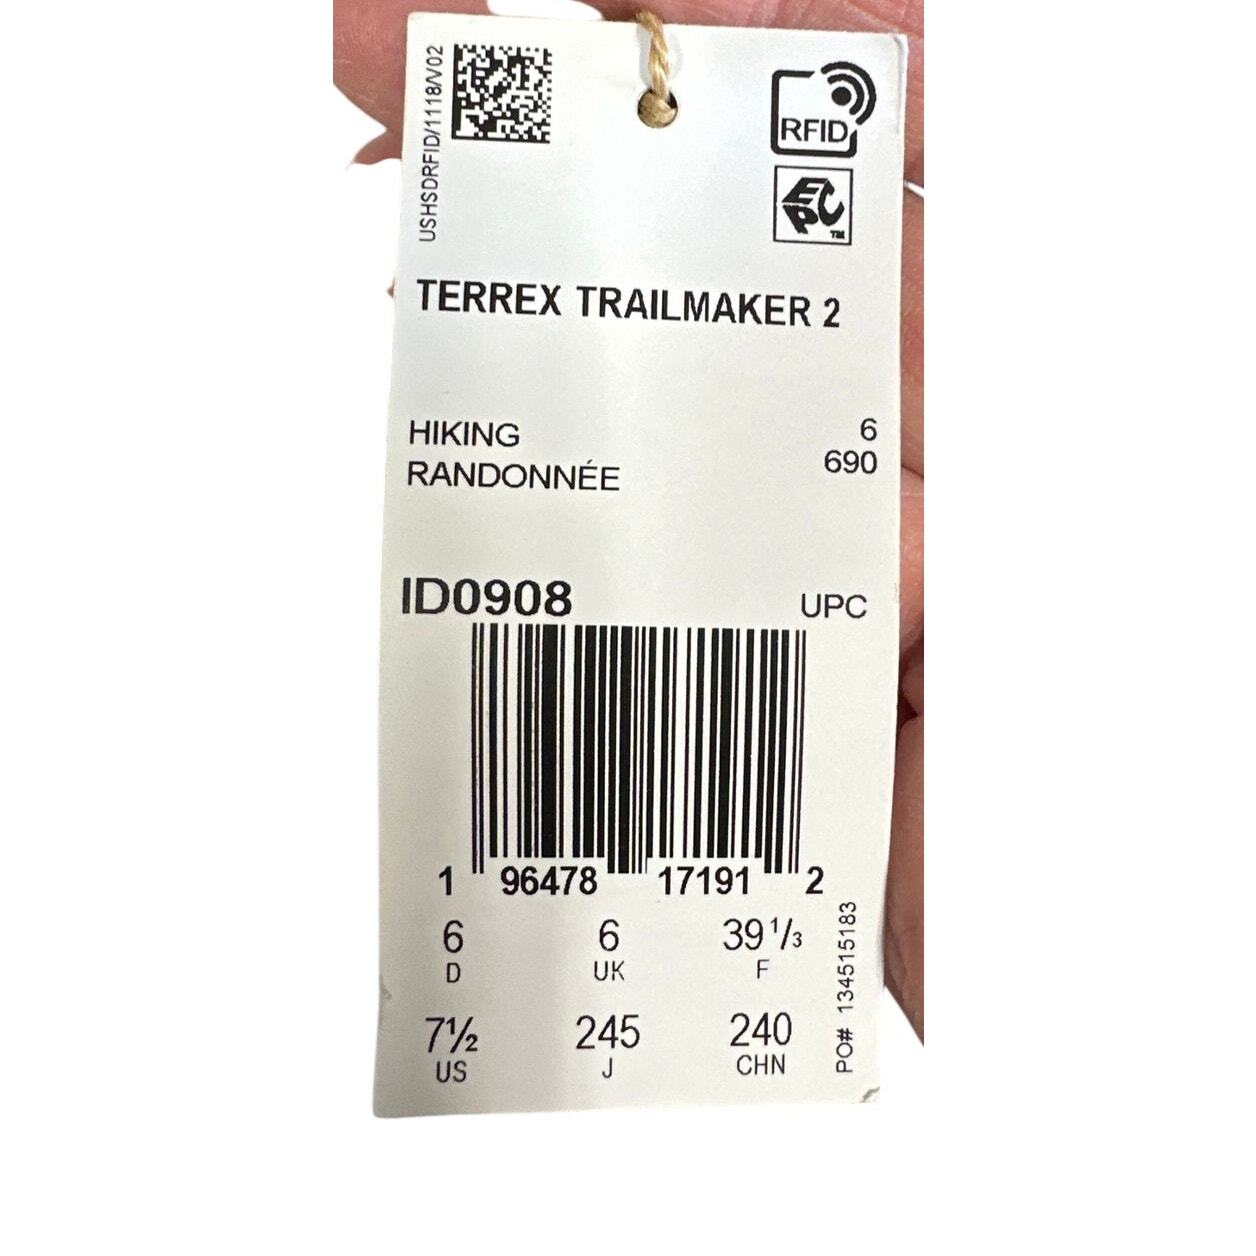 USHSDRFID/1118/V02
RFID
EPC™
TERREX TRAILMAKER 2
HIKING 6
RANDONNÉE 690
ID0908 UPC
1 96478 17191 2
6 6 39 1/3
D UK F
7½ 245 240
US J CHN
PO# 134515183